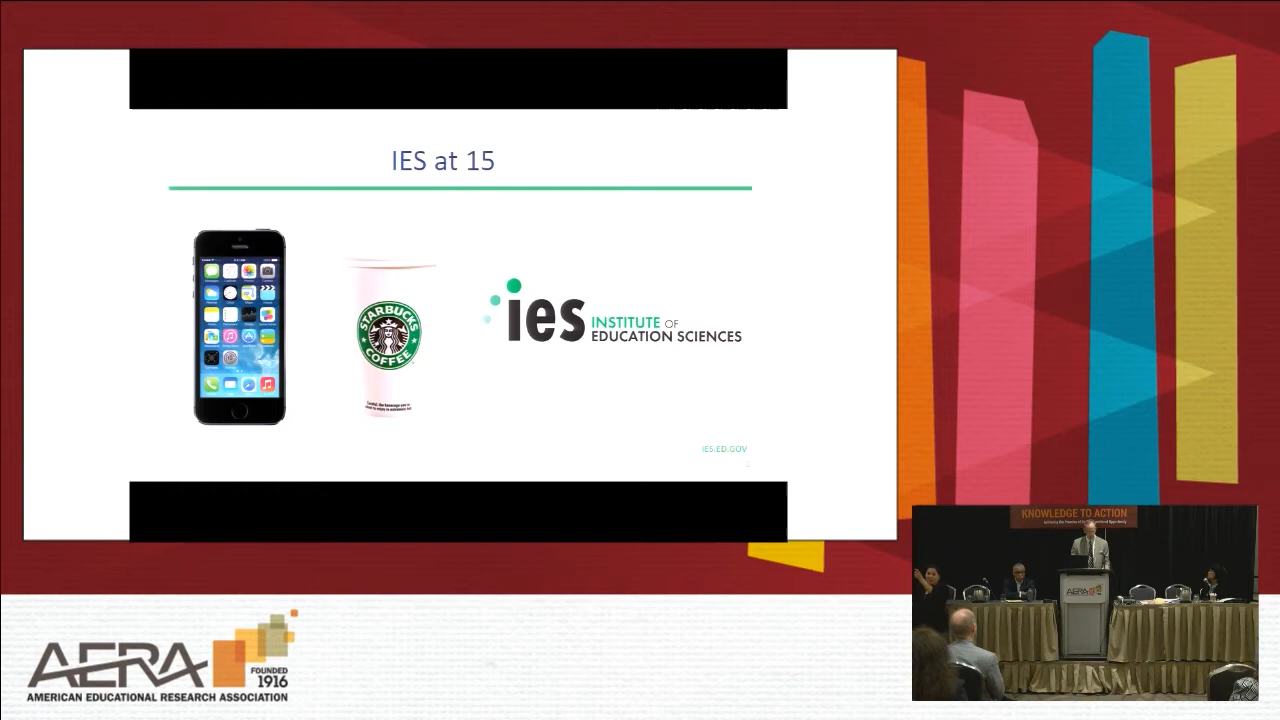 IES at 15
STARBUCKS
COFFEE
ies INSTITUTE OF
EDUCATION SCIENCES
IES.ED.GOV
KNOWLEDGE TO ACTION
AERA
AERA
FOUNDED
1916
AMERICAN EDUCATIONAL RESEARCH ASSOCIATION